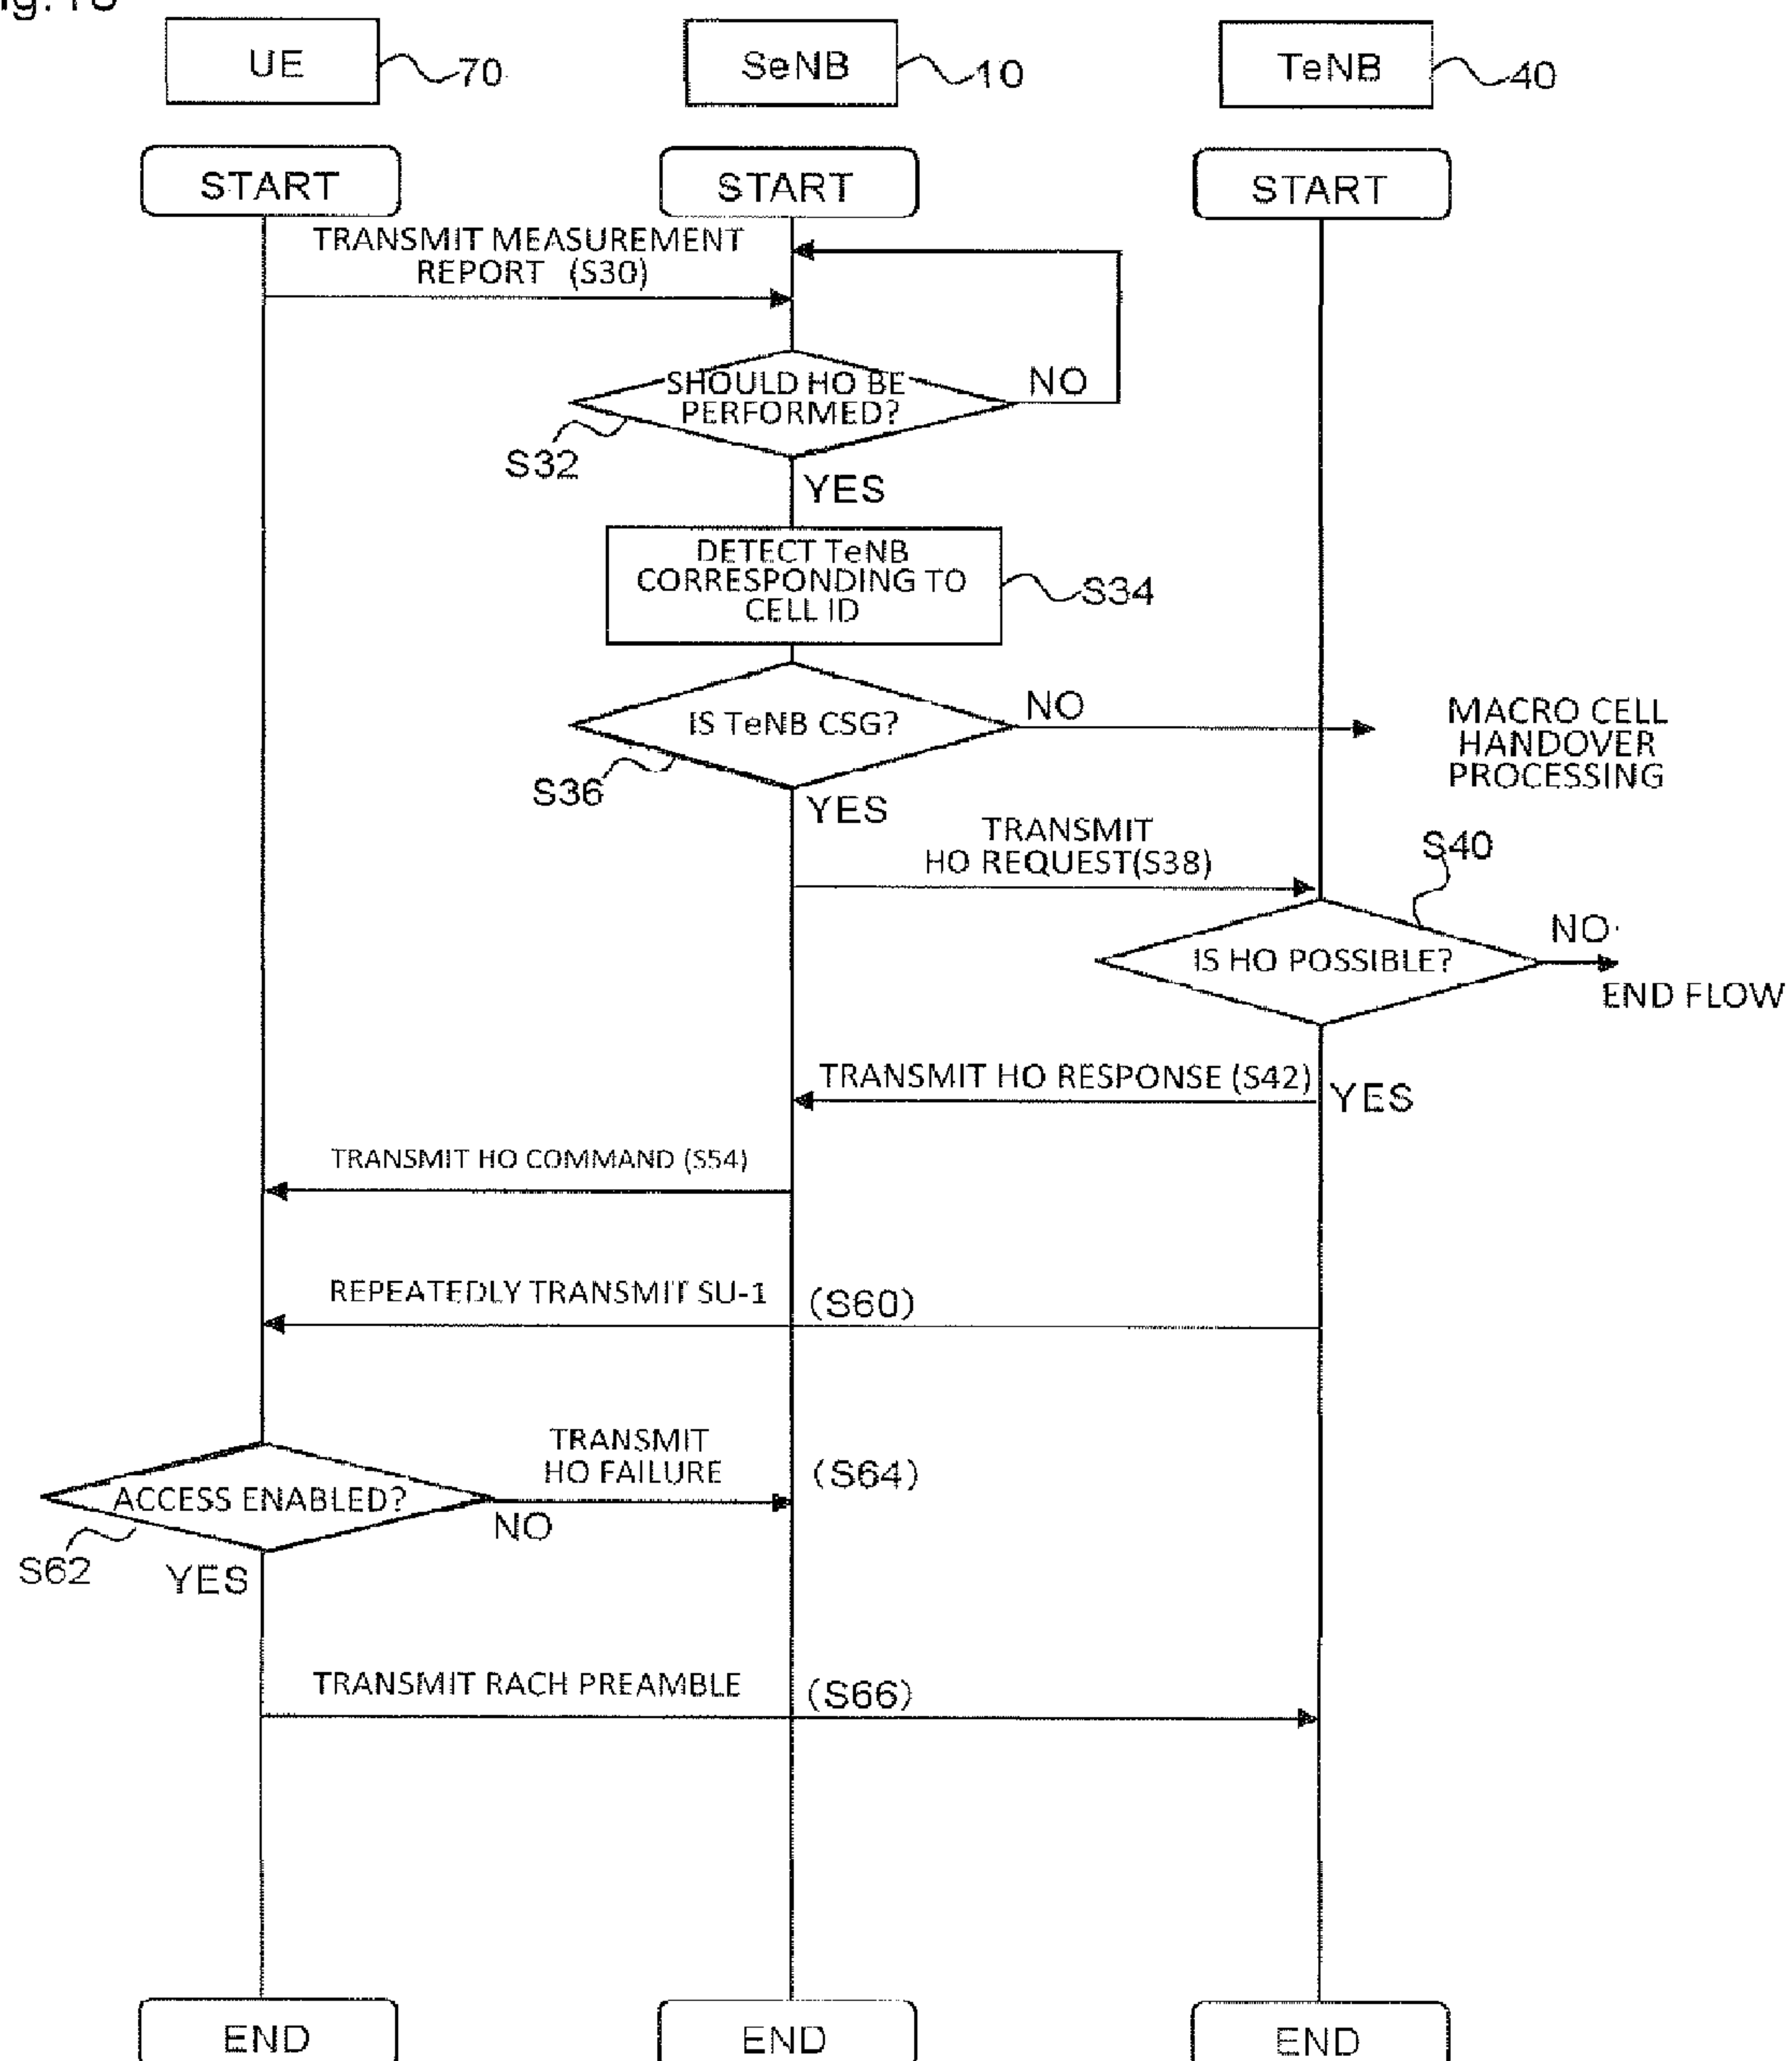 UE
70
SeNB
10
TeNB
40
START
START
START
TRANSMIT MEASUREMENT
REPORT (S30)
SHOULD HO BE
PERFORMED?
NO
S32
YES
DETECT TeNB
CORRESPONDING TO
CELL ID
S34
IS TeNB CSG?
NO
MACRO CELL
HANDOVER
PROCESSING
S36
YES
TRANSMIT
HO REQUEST(S38)
S40
IS HO POSSIBLE?
NO
END FLOW
TRANSMIT HO RESPONSE (S42)
YES
TRANSMIT HO COMMAND (S54)
REPEATEDLY TRANSMIT SU-1 (S60)
TRANSMIT
HO FAILURE
(S64)
ACCESS ENABLED?
NO
S62
YES
TRANSMIT RACH PREAMBLE (S66)
END
END
END